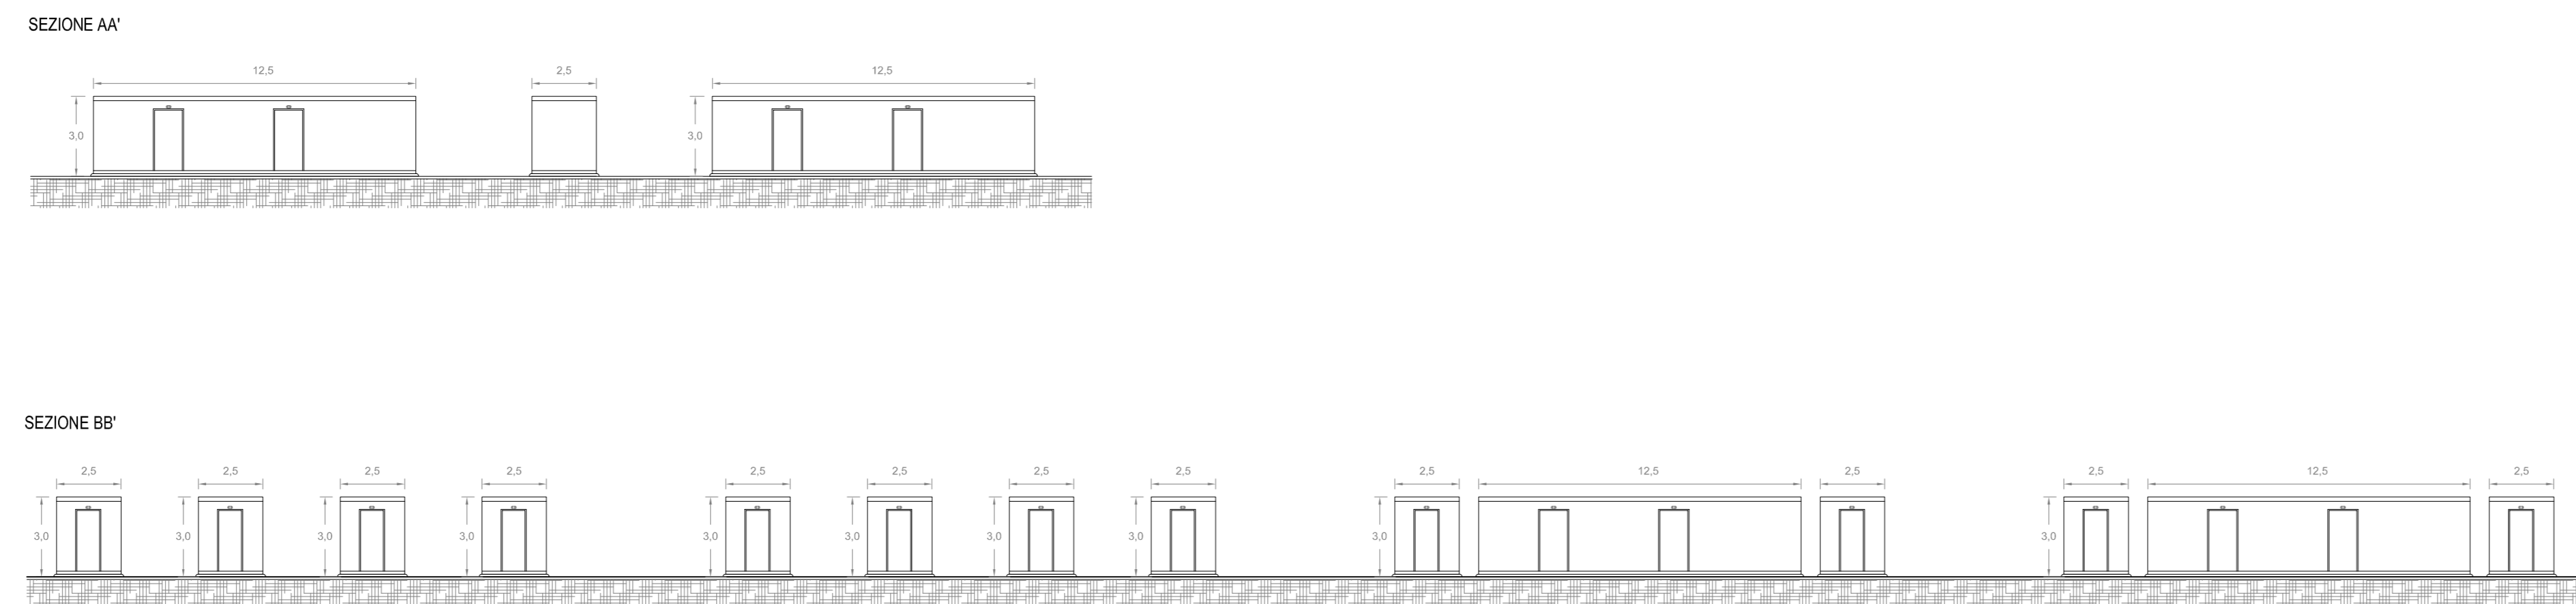 SEZIONE AA'
12,5 2,5 12,5
3,0 3,0
SEZIONE BB'
2,5 2,5 2,5 2,5 2,5 2,5 2,5 2,5 2,5 12,5 2,5 2,5 12,5 2,5
3,0 3,0 3,0 3,0 3,0 3,0 3,0 3,0 3,0 3,0